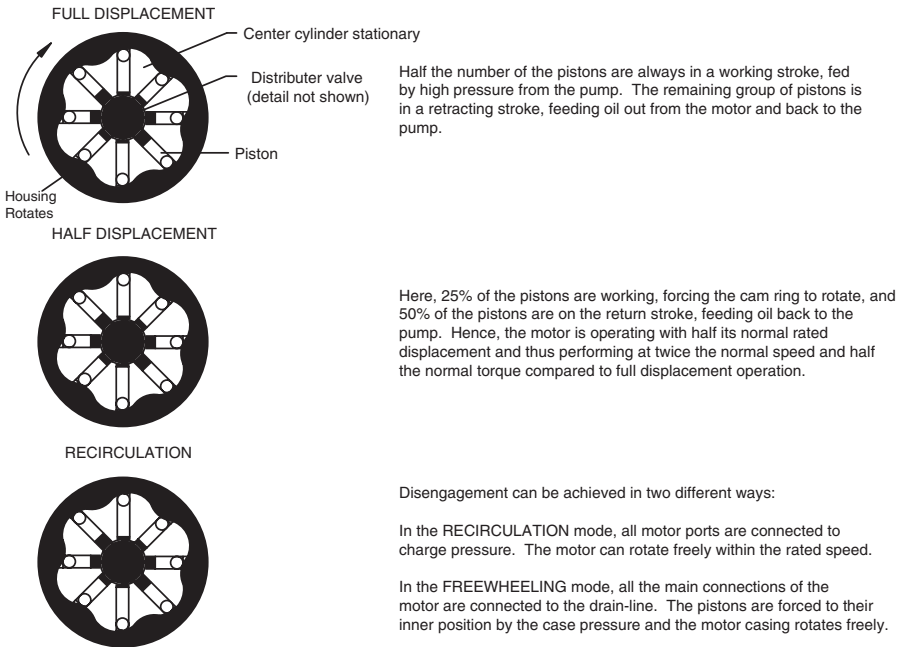 FULL DISPLACEMENT
Center cylinder stationary
Distributer valve
(detail not shown)
Piston
Housing
Rotates
Half the number of the pistons are always in a working stroke, fed
by high pressure from the pump. The remaining group of pistons is
in a retracting stroke, feeding oil out from the motor and back to the
pump.
HALF DISPLACEMENT
Here, 25% of the pistons are working, forcing the cam ring to rotate, and
50% of the pistons are on the return stroke, feeding oil back to the
pump. Hence, the motor is operating with half its normal rated
displacement and thus performing at twice the normal speed and half
the normal torque compared to full displacement operation.
RECIRCULATION
Disengagement can be achieved in two different ways:
In the RECIRCULATION mode, all motor ports are connected to
charge pressure. The motor can rotate freely within the rated speed.
In the FREEWHEELING mode, all the main connections of the
motor are connected to the drain-line. The pistons are forced to their
inner position by the case pressure and the motor casing rotates freely.